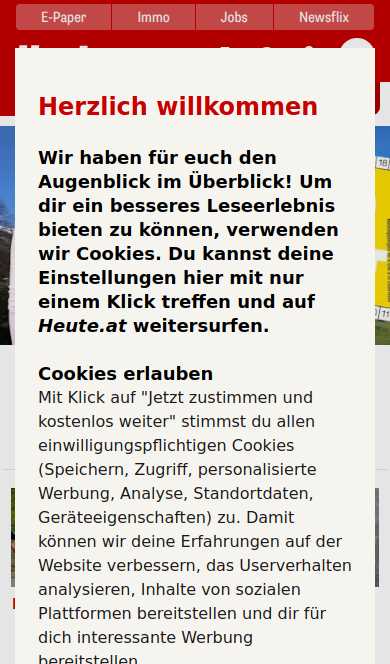 E-Paper
Immo
Jobs
Newsflix
Herzlich willkommen
Wir haben für euch den
Augenblick im Überblick! Um
dir ein besseres Leseerlebnis
bieten zu können, verwenden
wir Cookies. Du kannst deine
Einstellungen hier mit nur
einem Klick treffen und auf
Heute.at weitersurfen.
Cookies erlauben
Mit Klick auf "Jetzt zustimmen und
kostenlos weiter" stimmst du allen
einwilligungspflichtigen Cookies
(Speichern, Zugriff, personalisierte
Werbung, Analyse, Standortdaten,
Geräteeigenschaften) zu. Damit
können wir deine Erfahrungen auf der
Website verbessern, das Userverhalten
analysieren, Inhalte von sozialen
Plattformen bereitstellen und dir für
dich interessante Werbung
bereitstellen